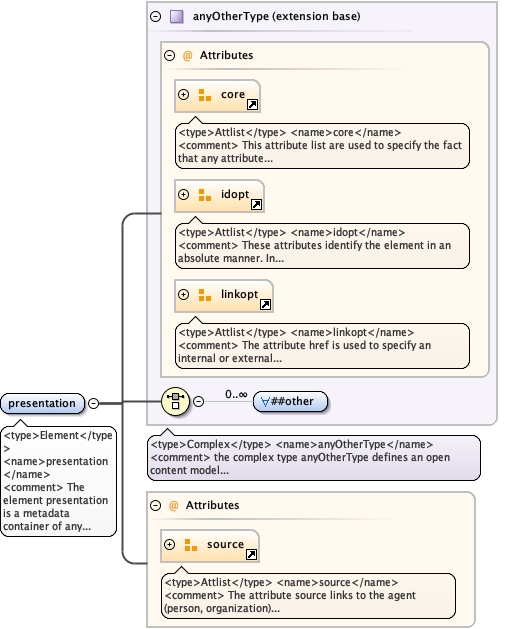 anyOtherType (extension base)
@ Attributes
core
<type>Attlist</type> <name>core</name>
<comment> This attribute list are used to specify the fact
that any attribute...
idopt
<type>Attlist</type> <name>idopt</name>
<comment> These attributes identify the element in an
absolute manner. In...
linkopt
<type>Attlist</type> <name>linkopt</name>
<comment> The attribute href is used to specify an
internal or external...
presentation
0..∞
∀##other
<type>Element</type
>
<name>presentation
</name>
<comment> The
element presentation
is a metadata
container of any...
<type>Complex</type> <name>anyOtherType</name>
<comment> the complex type anyOtherType defines an open
content model...
@ Attributes
source
<type>Attlist</type> <name>source</name>
<comment> The attribute source links to the agent
(person, organization)...